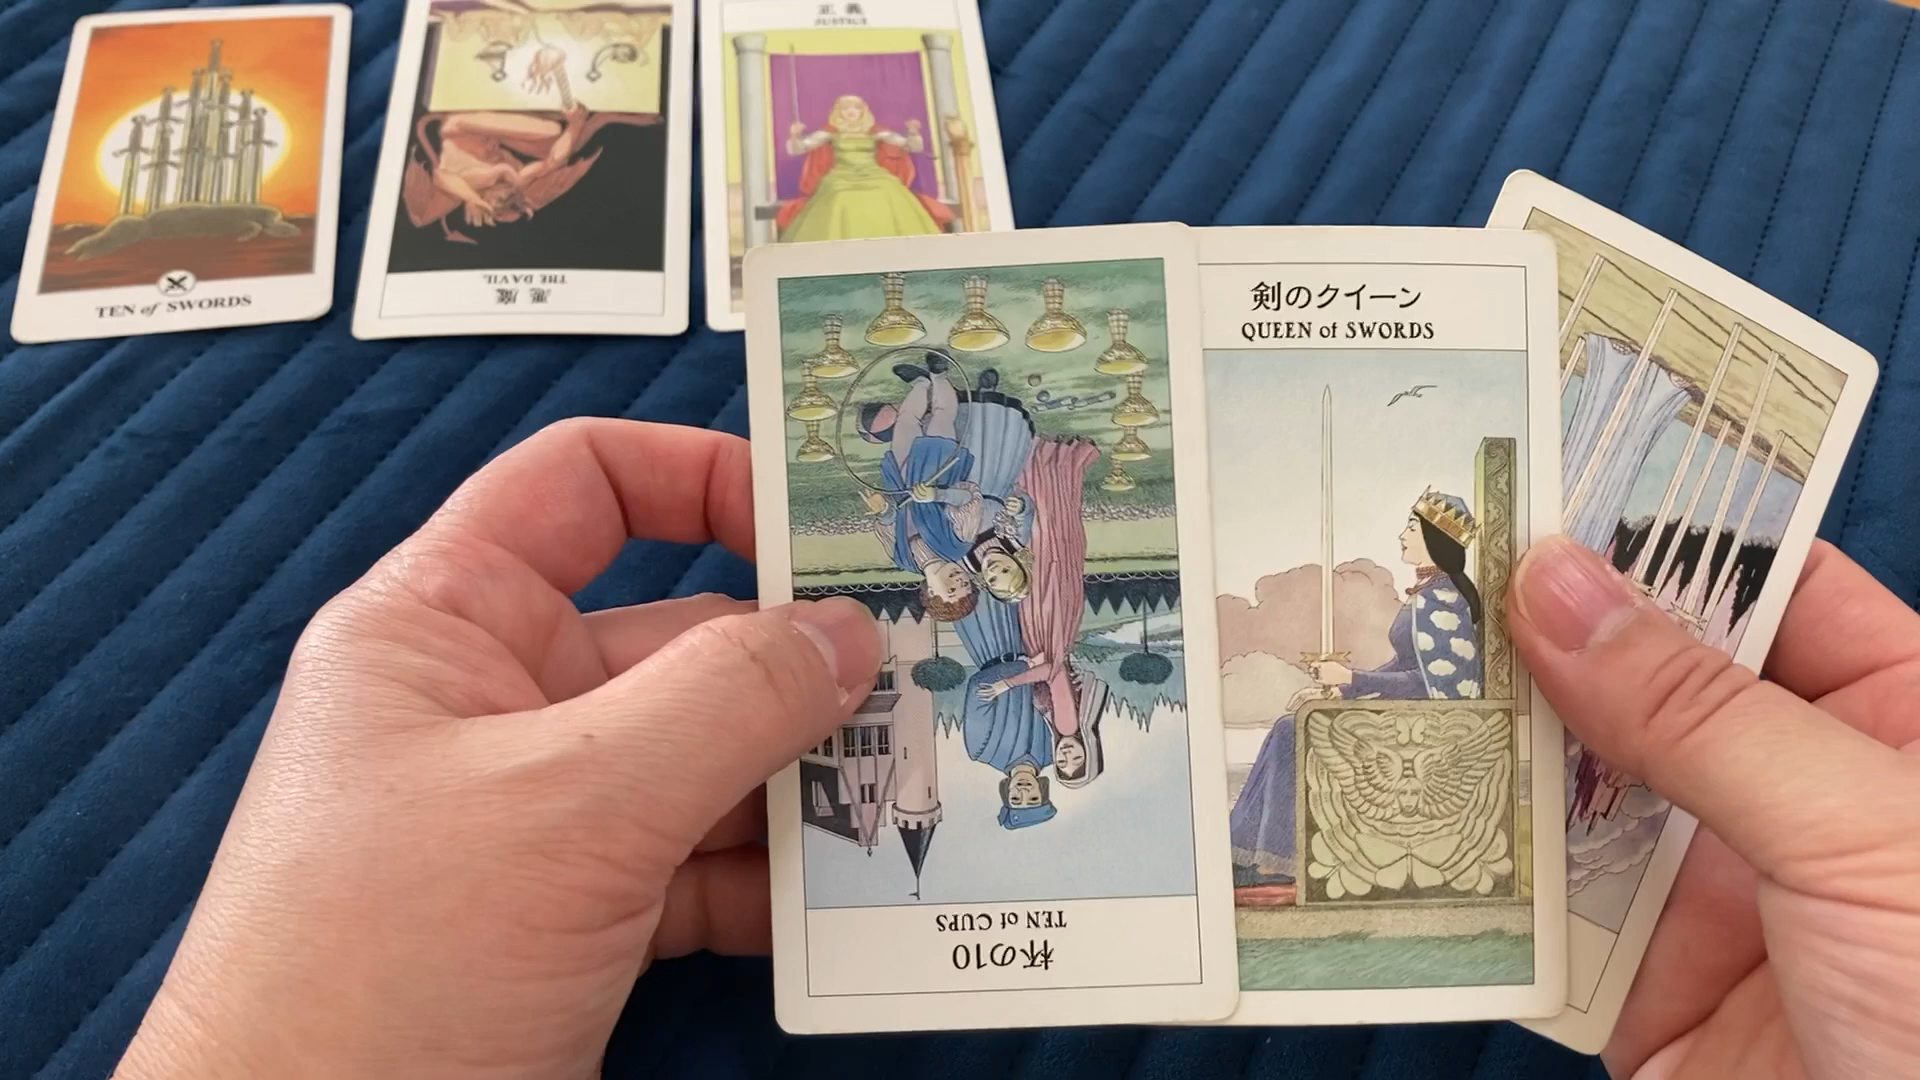 TEN of SWORDS
THE DAVIL
悪魔
正義
JUSTICE
TEN of CUPS
杯の10
剣のクイーン
QUEEN of SWORDS